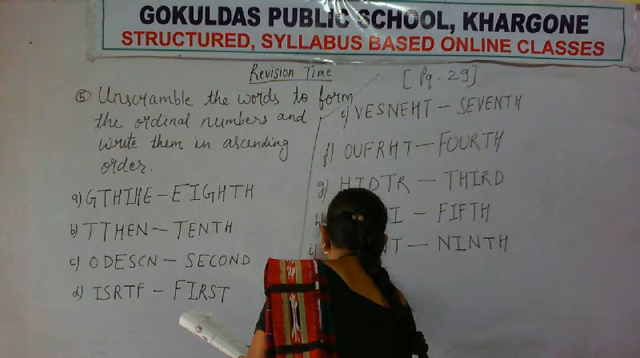 GOKULDAS PUBLIC SCHOOL, KHARGONE
STRUCTURED, SYLLABUS BASED ONLINE CLASSES
Revision Time
[Pg. 29]
⑤ Unscramble the words to form
the ordinal numbers and
write them in ascending
order.
a) GTHIHE – EIGHTH
b) TTHEN – TENTH
c) ODESCN – SECOND
d) ISRTF – FIRST
e) VESNEHT – SEVENTH
f) OUFRHT – FOURTH
g) HIDTR – THIRD
I – FIFTH
T – NINTH